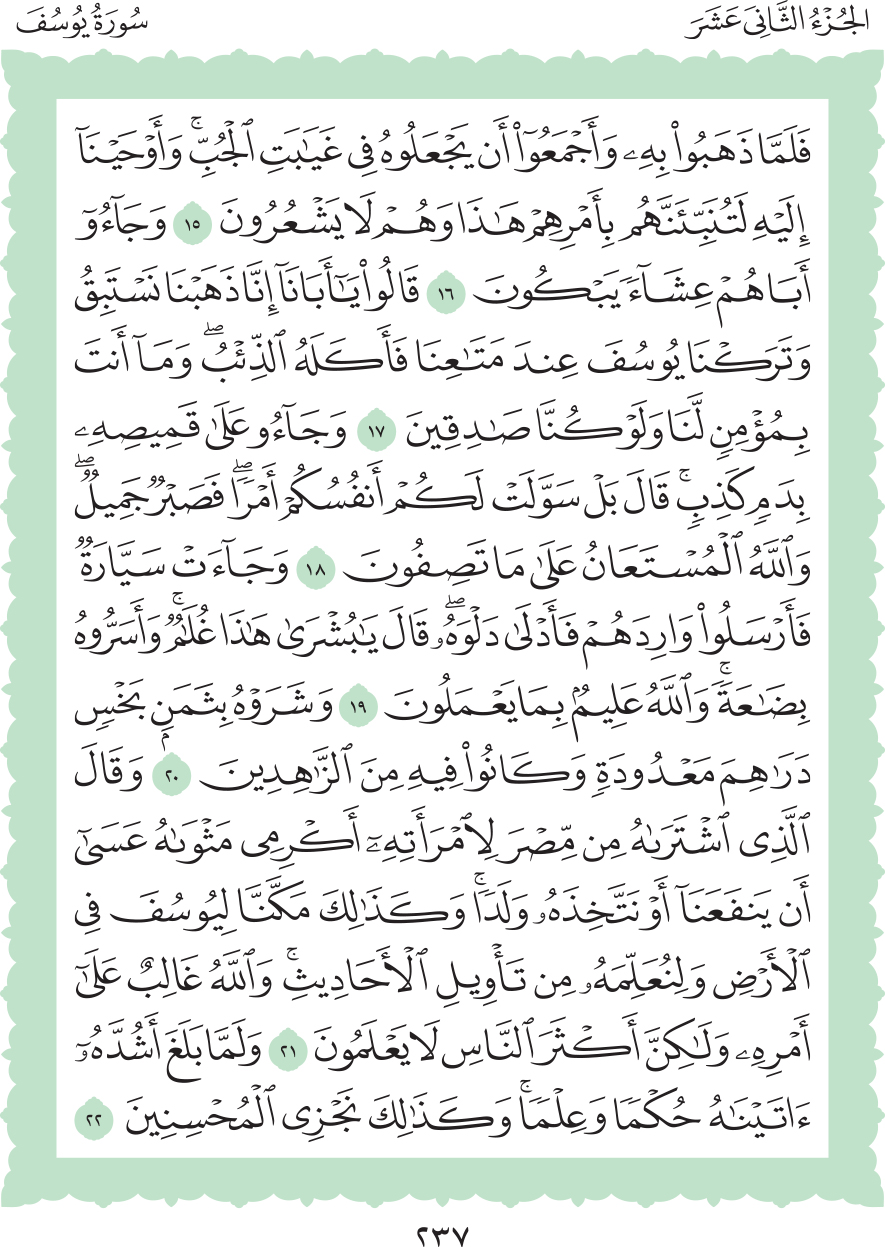 الجُزْءُ الثَّانِيَ عَشَرَ
سُورَةُ يُوسُفَ
فَلَمَّا ذَهَبُوا۟ بِهِۦ وَأَجْمَعُوٓا۟ أَن يَجْعَلُوهُ فِى غَيَـٰبَتِ ٱلْجُبِّ ۚ وَأَوْحَيْنَآ
إِلَيْهِ لَتُنَبِّئَنَّهُم بِأَمْرِهِمْ هَـٰذَا وَهُمْ لَا يَشْعُرُونَ ١٥ وَجَآءُوٓ
أَبَاهُمْ عِشَآءً يَبْكُونَ ١٦ قَالُوا۟ يَـٰٓأَبَانَآ إِنَّا ذَهَبْنَا نَسْتَبِقُ
وَتَرَكْنَا يُوسُفَ عِندَ مَتَـٰعِنَا فَأَكَلَهُ ٱلذِّئْبُ ۖ وَمَآ أَنتَ
بِمُؤْمِنٍ لَّنَا وَلَوْ كُنَّا صَـٰدِقِينَ ١٧ وَجَآءُو عَلَىٰ قَمِيصِهِۦ
بِدَمٍ كَذِبٍ ۚ قَالَ بَلْ سَوَّلَتْ لَكُمْ أَنفُسُكُمْ أَمْرًا ۖ فَصَبْرٌ جَمِيلٌ ۖ
وَٱللَّهُ ٱلْمُسْتَعَانُ عَلَىٰ مَا تَصِفُونَ ١٨ وَجَآءَتْ سَيَّارَةٌ
فَأَرْسَلُوا۟ وَارِدَهُمْ فَأَدْلَىٰ دَلْوَهُۥ ۖ قَالَ يَـٰبُشْرَىٰ هَـٰذَا غُلَـٰمٌ ۚ وَأَسَرُّوهُ
بِضَـٰعَةً ۚ وَٱللَّهُ عَلِيمٌۢ بِمَا يَعْمَلُونَ ١٩ وَشَرَوْهُ بِثَمَنٍۭ بَخْسٍ
دَرَٰهِمَ مَعْدُودَةٍ وَكَانُوا۟ فِيهِ مِنَ ٱلزَّٰهِدِينَ ٢٠ وَقَالَ
ٱلَّذِى ٱشْتَرَىٰهُ مِن مِّصْرَ لِٱمْرَأَتِهِۦٓ أَكْرِمِى مَثْوَىٰهُ عَسَىٰٓ
أَن يَنفَعَنَآ أَوْ نَتَّخِذَهُۥ وَلَدًا ۚ وَكَذَٰلِكَ مَكَّنَّا لِيُوسُفَ فِى
ٱلْأَرْضِ وَلِنُعَلِّمَهُۥ مِن تَأْوِيلِ ٱلْأَحَادِيثِ ۚ وَٱللَّهُ غَالِبٌ عَلَىٰٓ
أَمْرِهِۦ وَلَـٰكِنَّ أَكْثَرَ ٱلنَّاسِ لَا يَعْلَمُونَ ٢١ وَلَمَّا بَلَغَ أَشُدَّهُۥٓ
ءَاتَيْنَـٰهُ حُكْمًا وَعِلْمًا ۚ وَكَذَٰلِكَ نَجْزِى ٱلْمُحْسِنِينَ ٢٢
٢٣٧